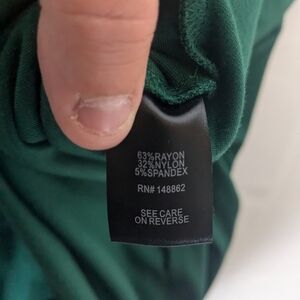 63%RAYON
32%NYLON
5%SPANDEX
RN# 148862
SEE CARE
ON REVERSE